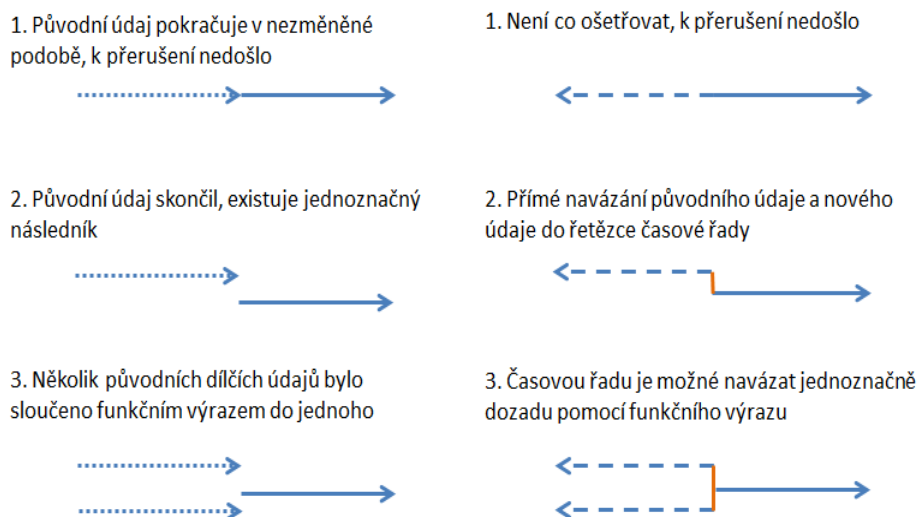 1. Původní údaj pokračuje v nezměněné
podobě, k přerušení nedošlo
1. Není co ošetřovat, k přerušení nedošlo
2. Původní údaj skončil, existuje jednoznačný
následník
2. Přímé navázání původního údaje a nového
údaje do řetězce časové řady
3. Několik původních dílčích údajů bylo
sloučeno funkčním výrazem do jednoho
3. Časovou řadu je možné navázat jednoznačně
dozadu pomocí funkčního výrazu